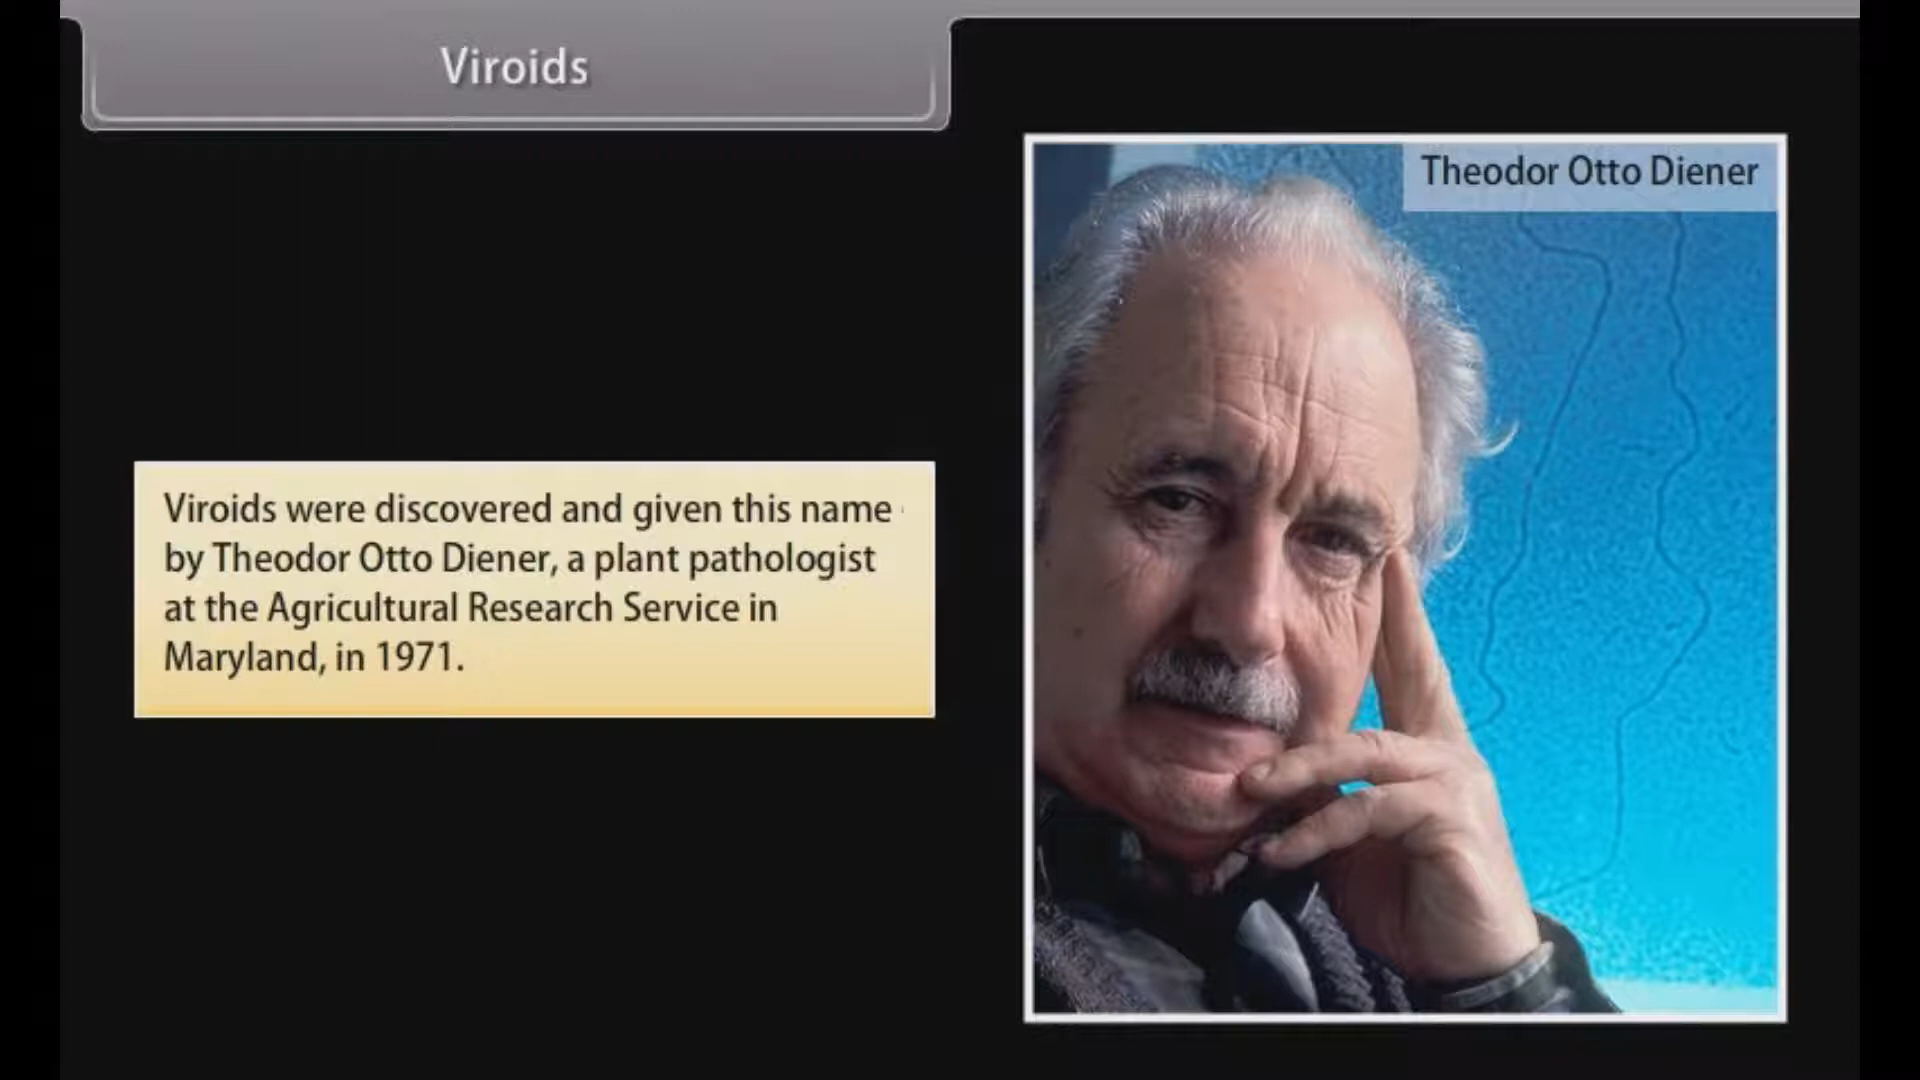 Viroids
Theodor Otto Diener
Viroids were discovered and given this name
by Theodor Otto Diener, a plant pathologist
at the Agricultural Research Service in
Maryland, in 1971.